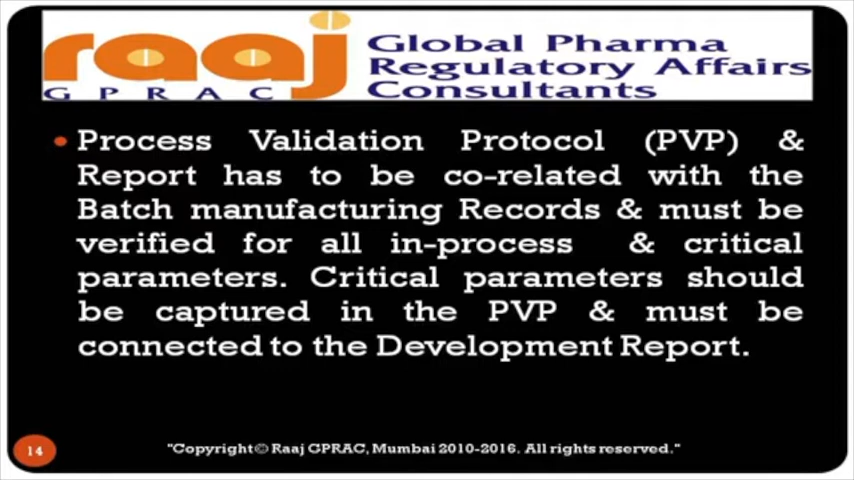 raaj
GPRAC
Global Pharma
Regulatory Affairs
Consultants
• Process Validation Protocol (PVP) &
Report has to be co-related with the
Batch manufacturing Records & must be
verified for all in-process & critical
parameters. Critical parameters should
be captured in the PVP & must be
connected to the Development Report.
14
"Copyright© Raaj GPRAC, Mumbai 2010-2016. All rights reserved."